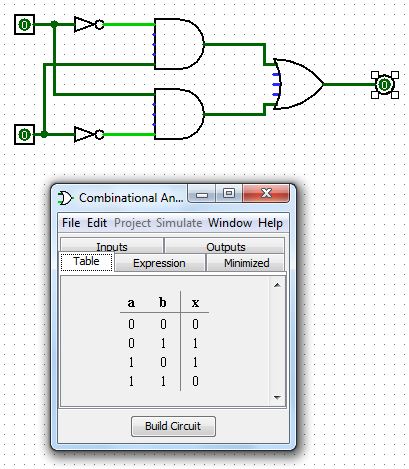 0
0
0
Combinational An...
File Edit Project Simulate Window Help
Inputs Outputs
Table Expression Minimized
a b x
0 0 0
0 1 1
1 0 1
1 1 0
Build Circuit